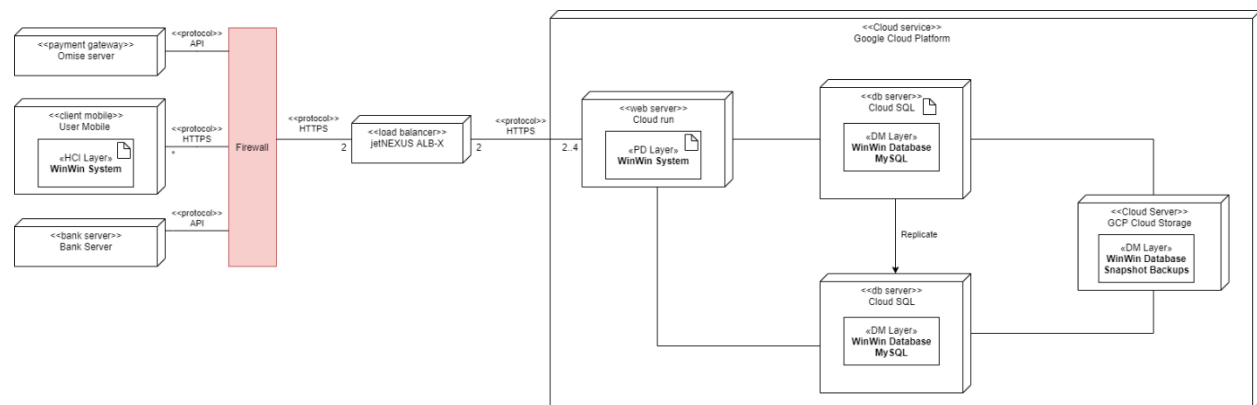 <<payment gateway>>
Omise server
<<protocol>>
API
<<client mobile>>
User Mobile
«HCI Layer»
WinWin System
<<protocol>>
HTTPS
*
<<bank server>>
Bank Server
<<protocol>>
API
Firewall
<<protocol>>
HTTPS
2
<<load balancer>>
jetNEXUS ALB-X
2
<<protocol>>
HTTPS
2..4
<<Cloud service>>
Google Cloud Platform
<<web server>>
Cloud run
«PD Layer»
WinWin System
<<db server>>
Cloud SQL
«DM Layer»
WinWin Database
MySQL
Replicate
<<db server>>
Cloud SQL
«DM Layer»
WinWin Database
MySQL
<<Cloud Server>>
GCP Cloud Storage
«DM Layer»
WinWin Database
Snapshot Backups